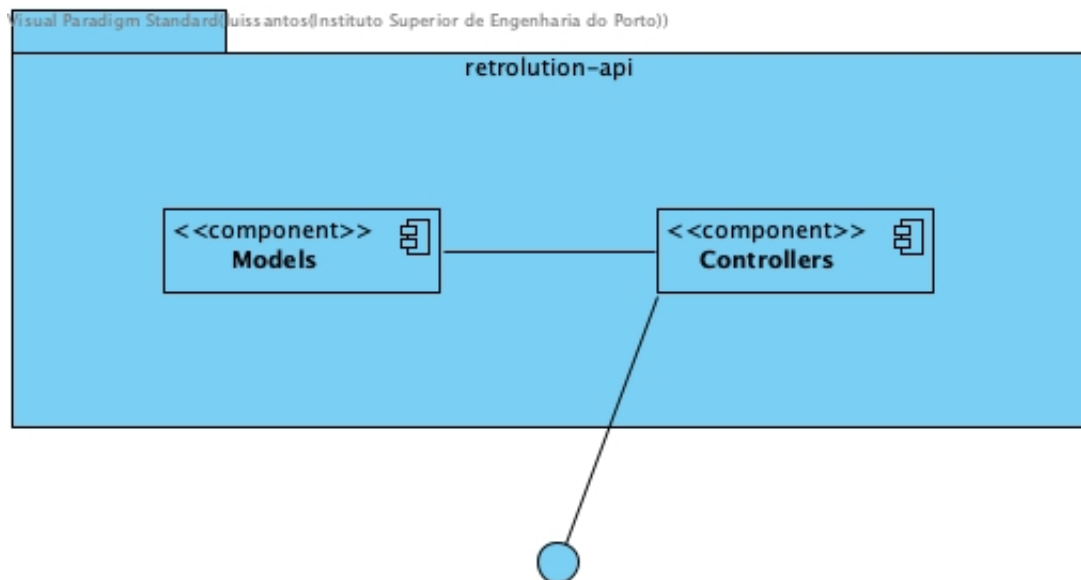 Visual Paradigm Standard(luissantos(Instituto Superior de Engenharia do Porto))
retrolution-api
<<component>>
Models
<<component>>
Controllers